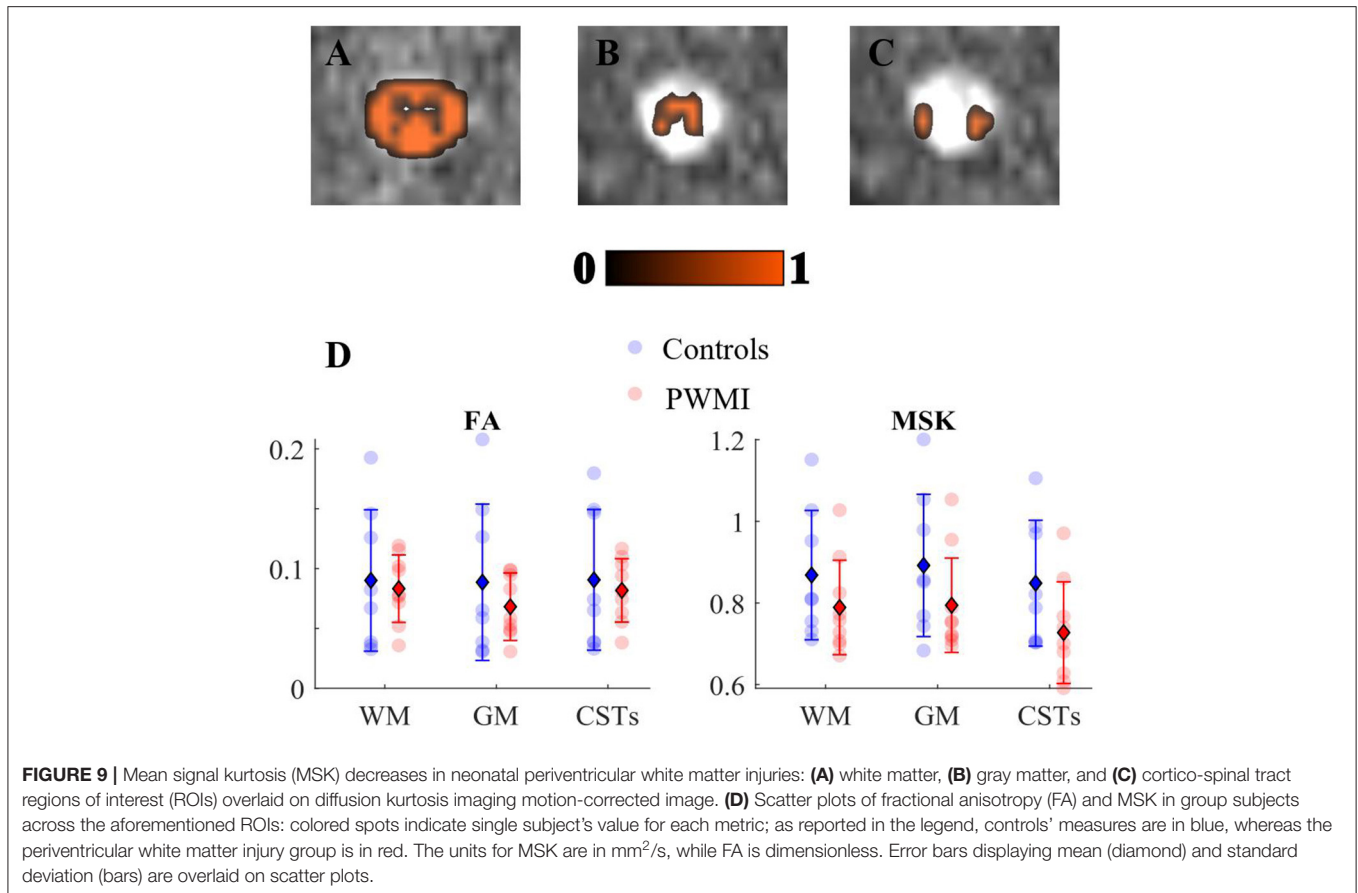 A
B
C
0
1
D
Controls
PWMI
FA
MSK
0.2
0.1
0
WM
GM
CSTs
1.2
1
0.8
0.6
WM
GM
CSTs
FIGURE 9 | Mean signal kurtosis (MSK) decreases in neonatal periventricular white matter injuries: (A) white matter, (B) gray matter, and (C) cortico-spinal tract
regions of interest (ROIs) overlaid on diffusion kurtosis imaging motion-corrected image. (D) Scatter plots of fractional anisotropy (FA) and MSK in group subjects
across the aforementioned ROIs: colored spots indicate single subject's value for each metric; as reported in the legend, controls' measures are in blue, whereas the
periventricular white matter injury group is in red. The units for MSK are in mm²/s, while FA is dimensionless. Error bars displaying mean (diamond) and standard
deviation (bars) are overlaid on scatter plots.